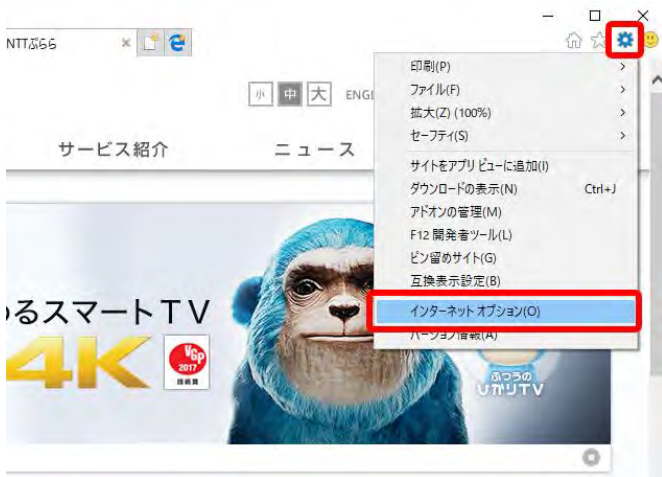 NTTぷらら
小 中 大 ENGL
サービス紹介 ニュース
印刷(P)
ファイル(F)
拡大(Z) (100%)
セーフティ(S)
サイトをアプリ ビューに追加(I)
ダウンロードの表示(N) Ctrl+J
アドオンの管理(M)
F12 開発者ツール(L)
ピン留めサイト(G)
互換表示設定(B)
インターネット オプション(O)
バージョン情報(A)
るスマートTV
4K
VGP
2017
技術賞
ふつうの
ひかりTV